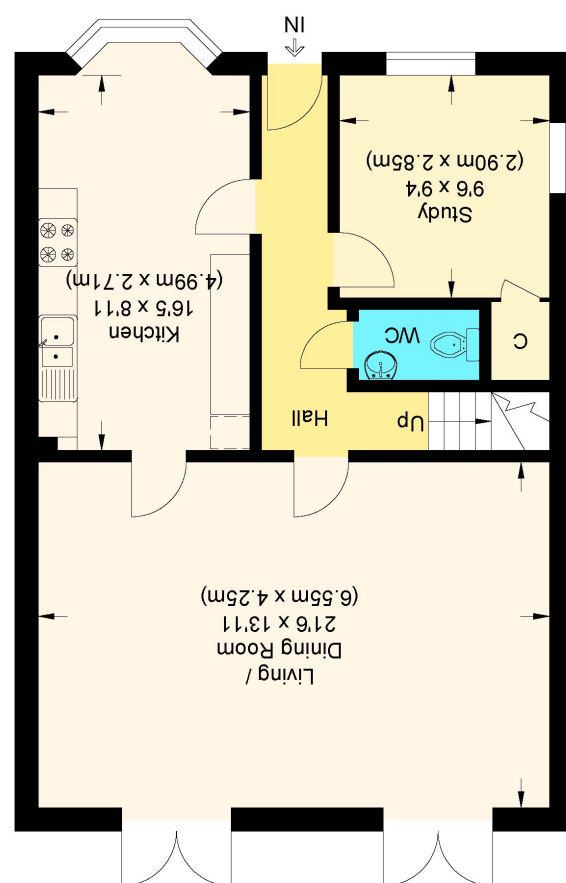 Living /
Dining Room
21'6 x 13'11
(6.55m x 4.25m)
Up
Hall
Kitchen
16'5 x 8'11
(4.99m x 2.71m)
C
WC
Study
9'6 x 9'4
(2.90m x 2.85m)
IN